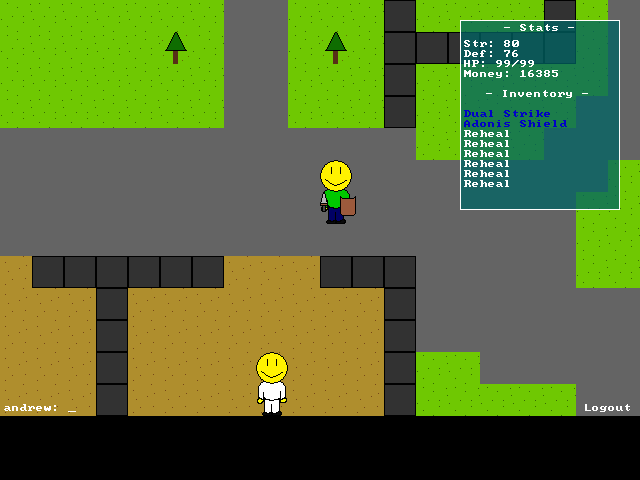 - Stats -
Str: 80
Def: 76
HP: 99/99
Money: 16385
- Inventory -
Dual Strike
Adonis Shield
Reheal
Reheal
Reheal
Reheal
Reheal
Reheal
andrew: _
Logout